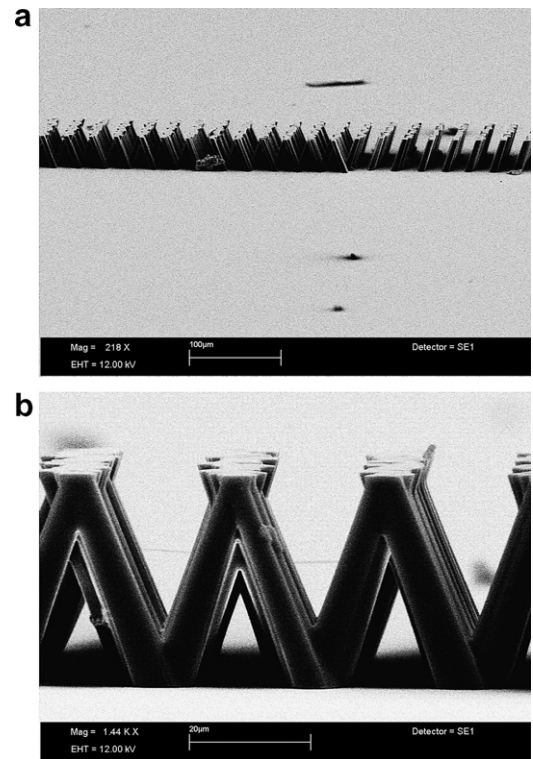 a
Mag = 218 X
100µm
Detector = SE1
EHT = 12.00 kV
b
Mag = 1.44 K X
20µm
Detector = SE1
EHT = 12.00 kV